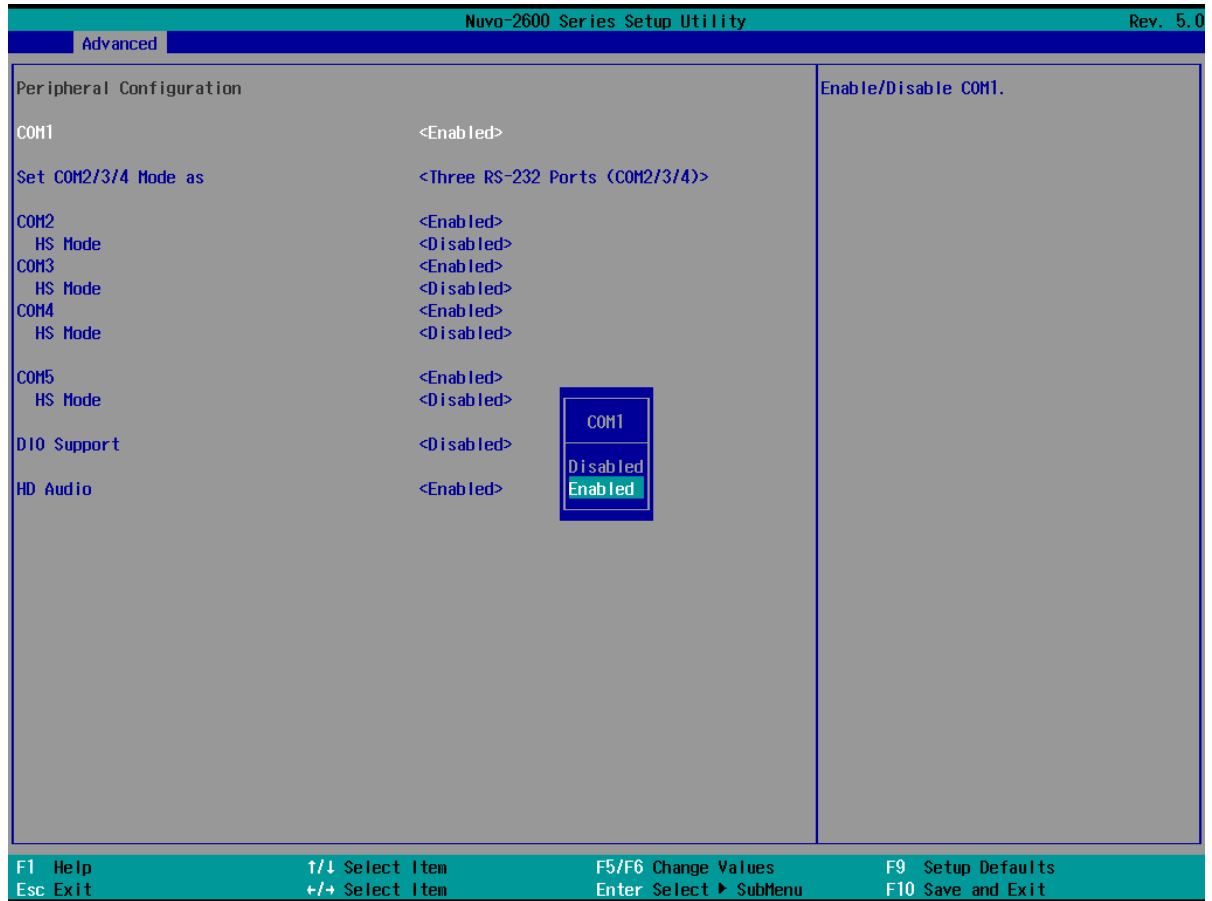 Nuvo-2600 Series Setup Utility Rev. 5.0
Advanced
Peripheral Configuration
Enable/Disable COM1.
COM1 <Enabled>
Set COM2/3/4 Mode as <Three RS-232 Ports (COM2/3/4)>
COM2 <Enabled>
HS Mode <Disabled>
COM3 <Enabled>
HS Mode <Disabled>
COM4 <Enabled>
HS Mode <Disabled>
COM5 <Enabled>
HS Mode <Disabled>
DIO Support <Disabled>
HD Audio <Enabled>
COM1
Disabled
Enabled
F1 Help ↑/↓ Select Item F5/F6 Change Values F9 Setup Defaults
Esc Exit ←/→ Select Item Enter Select ▶ SubMenu F10 Save and Exit